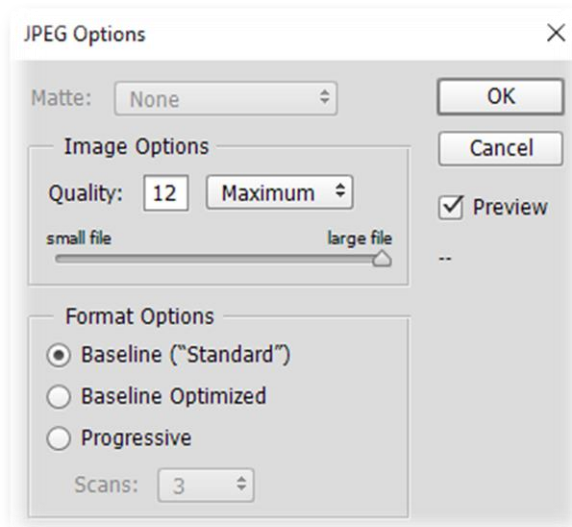 JPEG Options
Matte: None
OK
Image Options
Cancel
Quality: 12 Maximum
Preview
small file large file
--
Format Options
Baseline (“Standard”)
Baseline Optimized
Progressive
Scans: 3